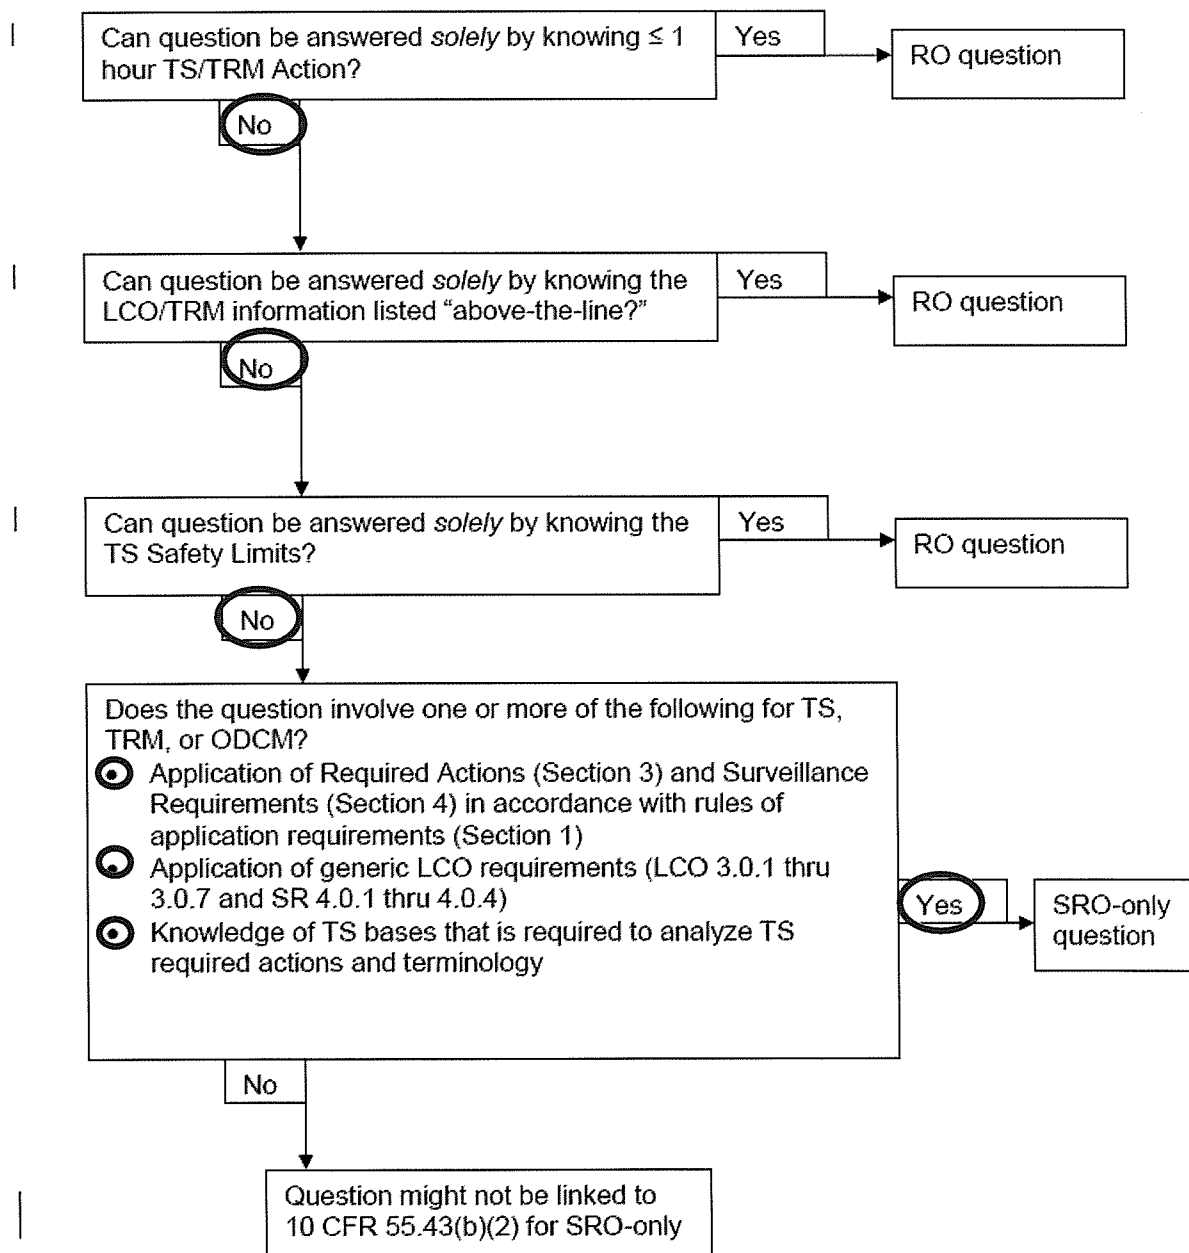 Can question be answered solely by knowing ≤ 1
hour TS/TRM Action?
Yes
RO question
No
Can question be answered solely by knowing the
LCO/TRM information listed “above-the-line?”
Yes
RO question
No
Can question be answered solely by knowing the
TS Safety Limits?
Yes
RO question
No
Does the question involve one or more of the following for TS,
TRM, or ODCM?
• Application of Required Actions (Section 3) and Surveillance
Requirements (Section 4) in accordance with rules of
application requirements (Section 1)
• Application of generic LCO requirements (LCO 3.0.1 thru
3.0.7 and SR 4.0.1 thru 4.0.4)
• Knowledge of TS bases that is required to analyze TS
required actions and terminology
Yes
SRO-only
question
No
Question might not be linked to
10 CFR 55.43(b)(2) for SRO-only